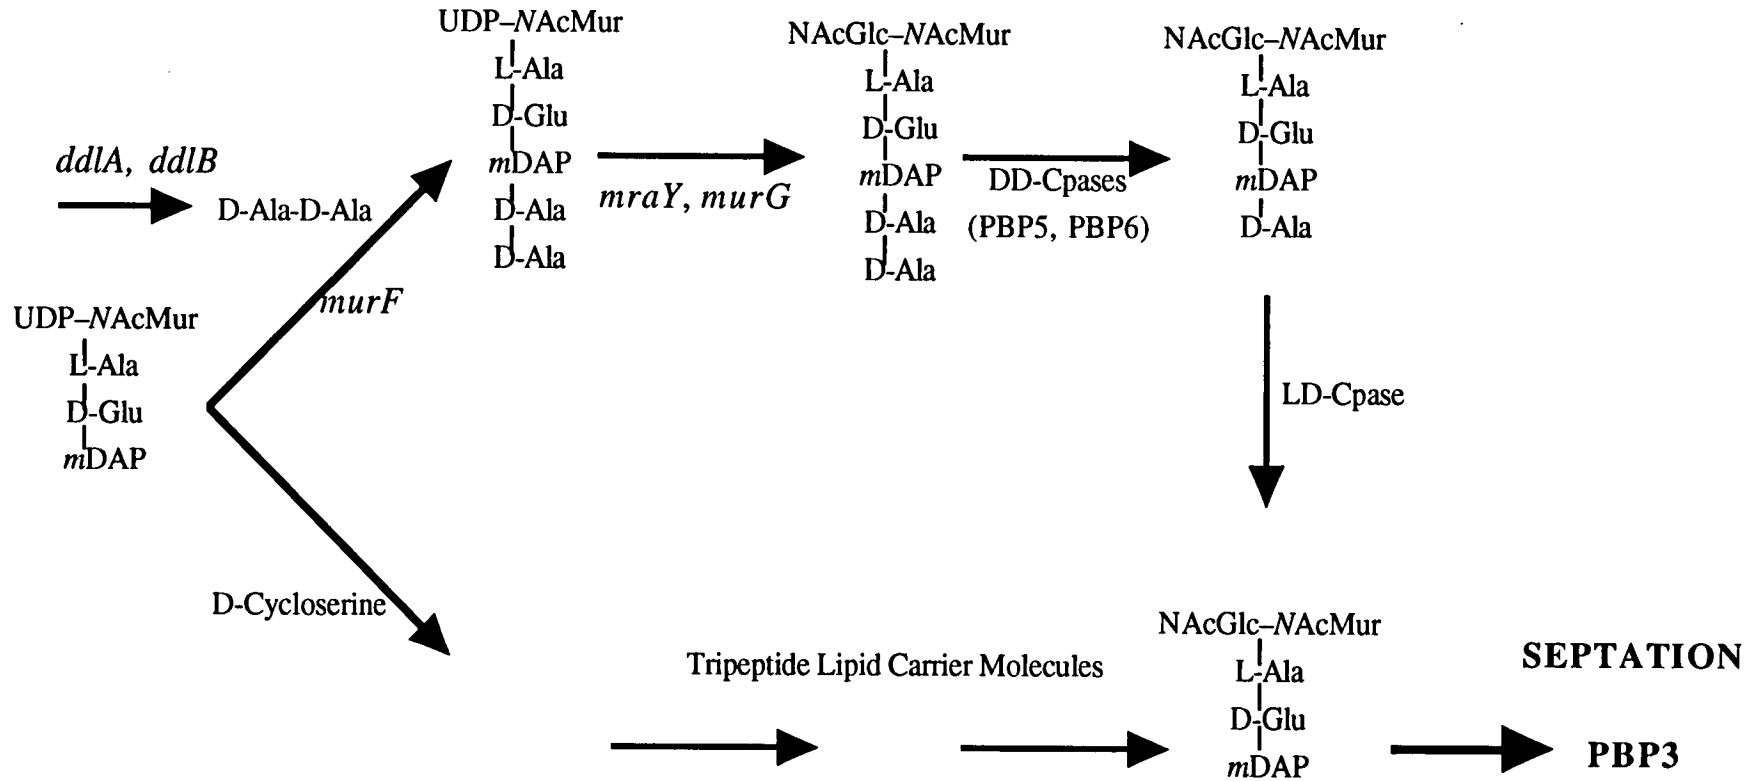 UDP–NAcMur
L-Ala
D-Glu
mDAP
D-Ala
D-Ala
NAcGlc–NAcMur
L-Ala
D-Glu
mDAP
D-Ala
D-Ala
NAcGlc–NAcMur
L-Ala
D-Glu
mDAP
D-Ala
ddlA, ddlB
D-Ala-D-Ala
mraY, murG
DD-Cpases
(PBP5, PBP6)
murF
UDP–NAcMur
L-Ala
D-Glu
mDAP
LD-Cpase
D-Cycloserine
Tripeptide Lipid Carrier Molecules
NAcGlc–NAcMur
L-Ala
D-Glu
mDAP
SEPTATION
PBP3